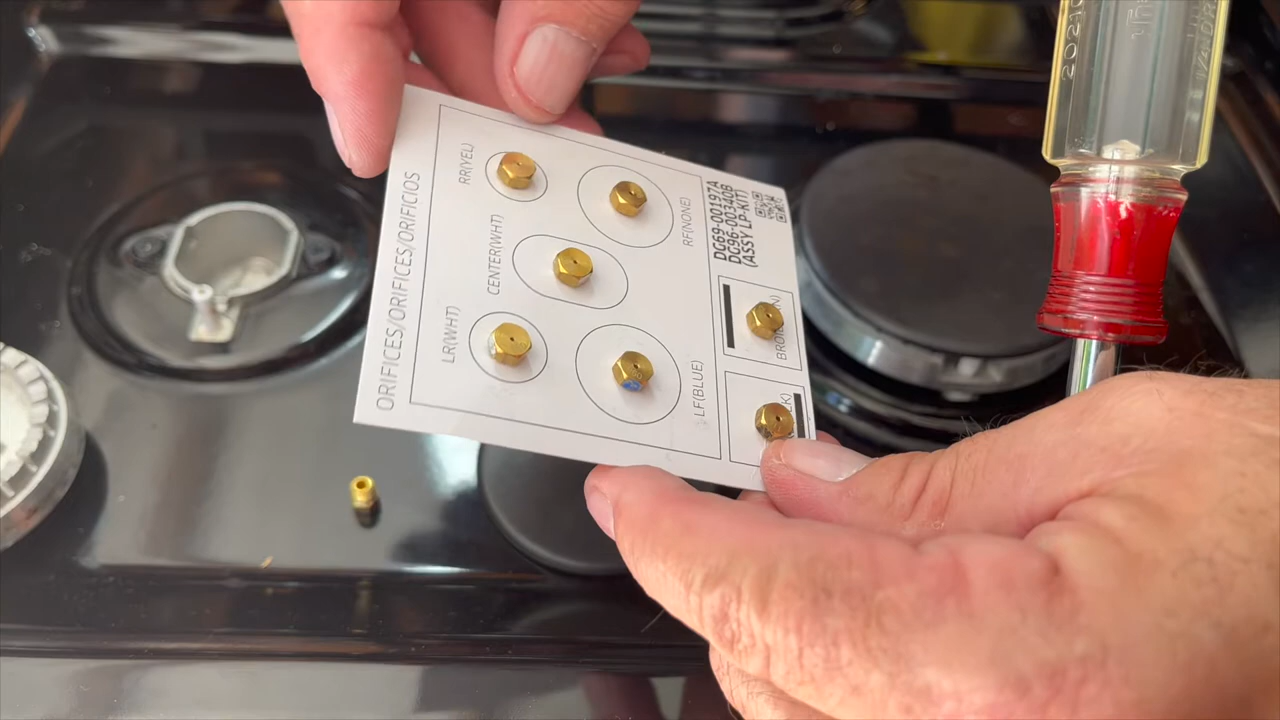 ORIFICES/ORIFICES/ORIFICIOS
RR(YEL)
RF(NONE)
CENTER(WHT)
LR(WHT)
LF(BLUE)
DG69-00197A
DG96-00340B
(ASSY LP-KIT)
20210